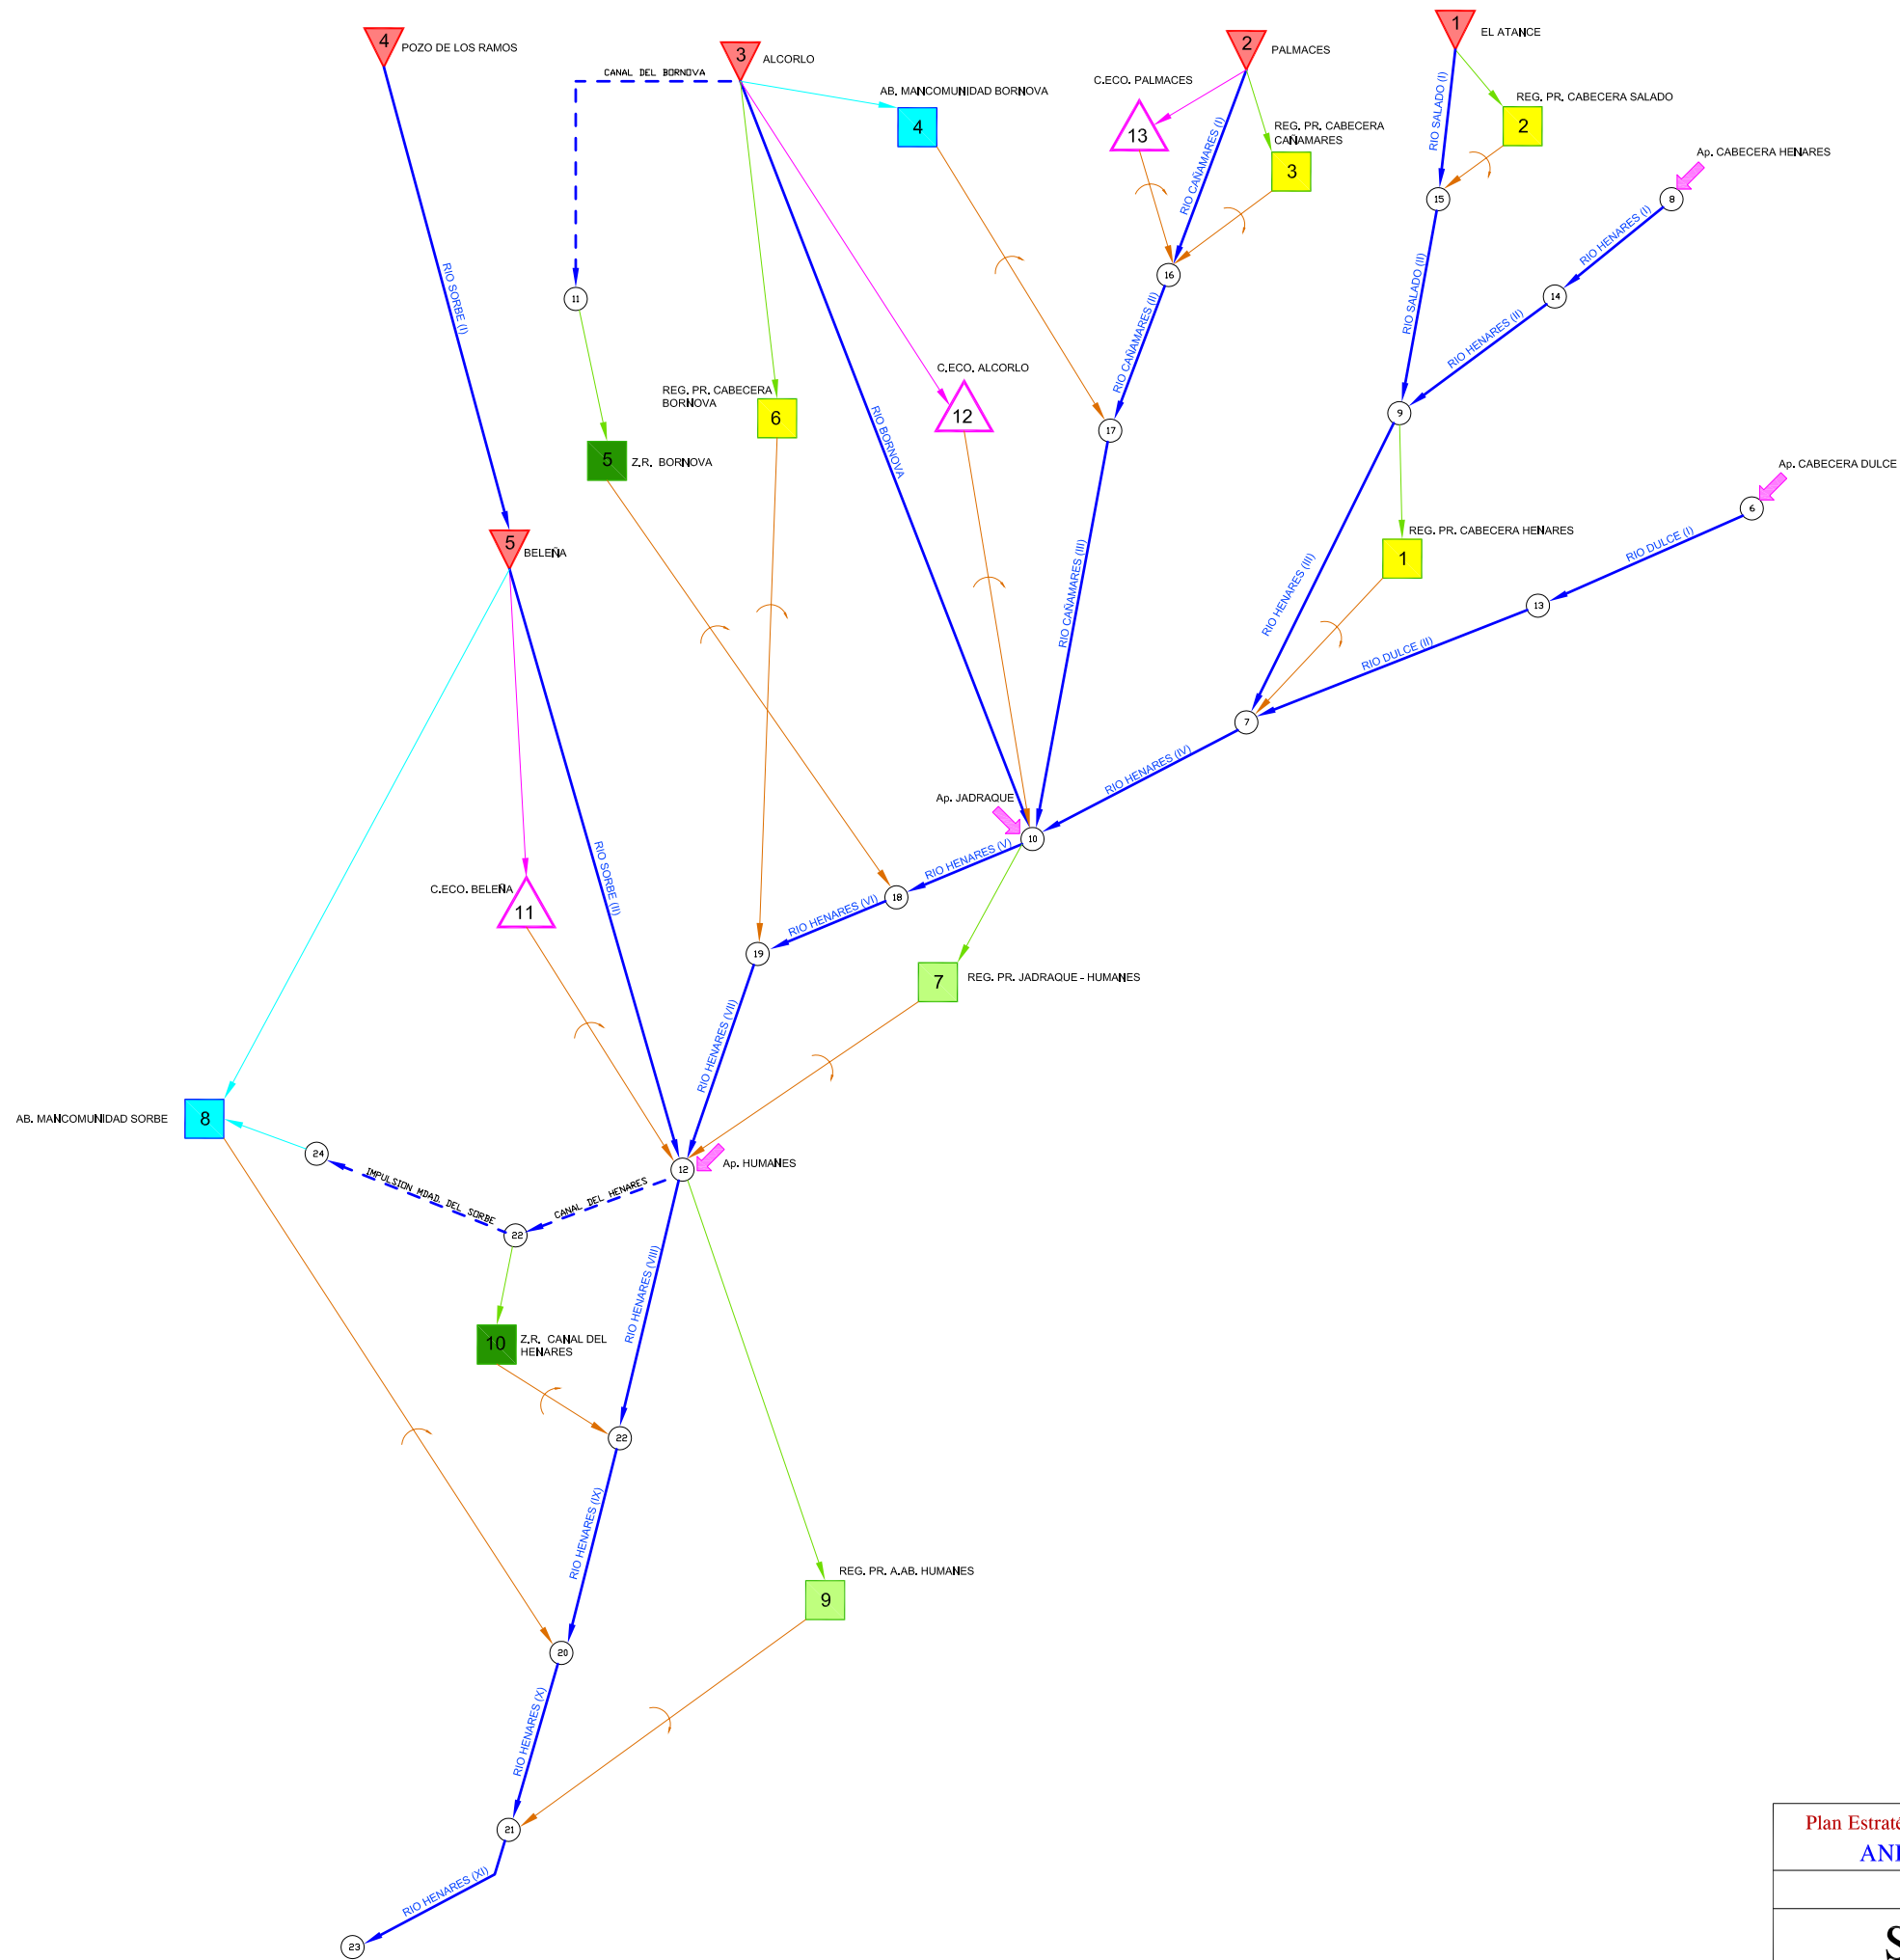 4
POZO DE LOS RAMOS
3
ALCORLO
2
PALMACES
1
EL ATANCE
CANAL DEL BORNOVA
C.ECO. PALMACES
AB. MANCOMUNIDAD BORNOVA
REG. PR. CABECERA SALADO
13
4
2
REG. PR. CABECERA
CAÑAMARES
3
RIO CAÑAMARES (I)
RIO SALADO (I)
Ap. CABECERA HENARES
15
8
RIO HENARES (I)
RIO SORBE (I)
11
16
RIO SALADO (II)
14
RIO CAÑAMARES (II)
RIO HENARES (II)
C.ECO. ALCORLO
REG. PR. CABECERA
BORNOVA
6
12
RIO BORNOVA
17
9
5
Z.R. BORNOVA
Ap. CABECERA DULCE
6
5
BELEÑA
REG. PR. CABECERA HENARES
1
RIO DULCE (I)
RIO CAÑAMARES (III)
RIO HENARES (III)
13
RIO DULCE (II)
7
RIO HENARES (IV)
Ap. JADRAQUE
10
RIO SORBE (II)
RIO HENARES (V)
C.ECO. BELEÑA
11
18
RIO HENARES (VI)
19
7
REG. PR. JADRAQUE - HUMANES
RIO HENARES (VII)
AB. MANCOMUNIDAD SORBE
8
24
12
Ap. HUMANES
IMPULSION MDAD. DEL SORBE
CANAL DEL HENARES
22
RIO HENARES (VIII)
10
Z.R. CANAL DEL
HENARES
22
RIO HENARES (IX)
REG. PR. A.AB. HUMANES
9
20
RIO HENARES (X)
21
RIO HENARES (XI)
23
Plan Estraté
S